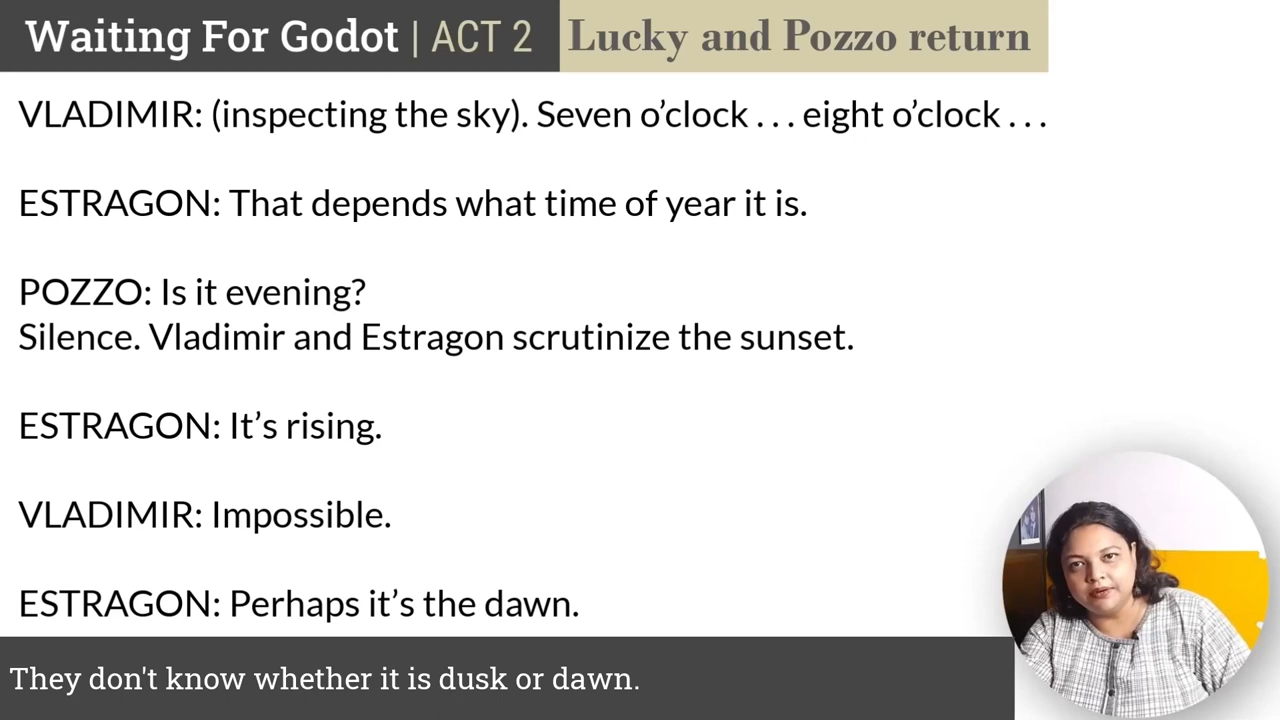 Waiting For Godot | ACT 2 Lucky and Pozzo return
VLADIMIR: (inspecting the sky). Seven o’clock . . . eight o’clock . . .
ESTRAGON: That depends what time of year it is.
POZZO: Is it evening?
Silence. Vladimir and Estragon scrutinize the sunset.
ESTRAGON: It’s rising.
VLADIMIR: Impossible.
ESTRAGON: Perhaps it’s the dawn.
They don't know whether it is dusk or dawn.